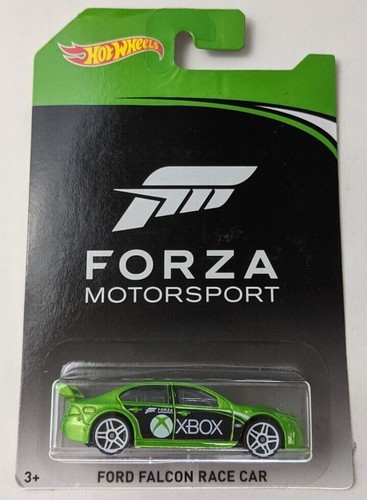 Hot Wheels
FORZA
MOTORSPORT
FORZA
XBOX
3+
FORD FALCON RACE CAR